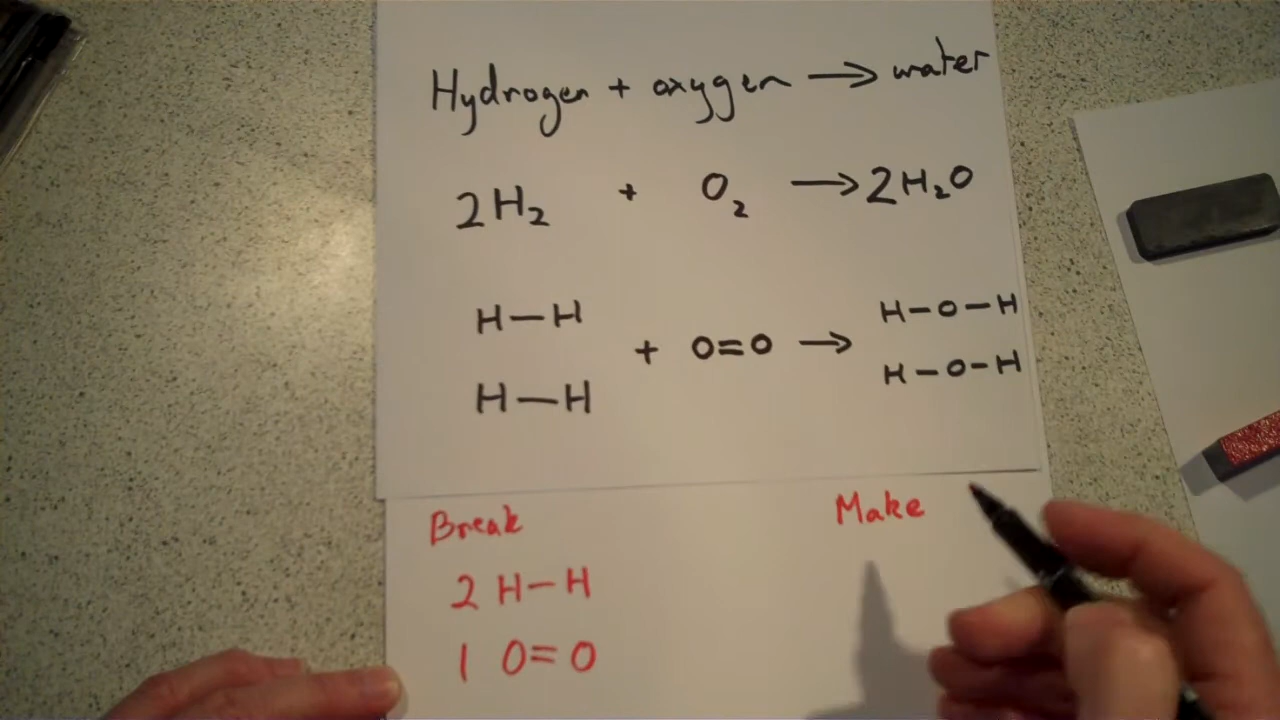 Hydrogen + oxygen → water
2H₂ + O₂ → 2H₂O
H—H H—O—H
+ O=O →
H—H H—O—H
Break Make
2 H—H
1 O=O